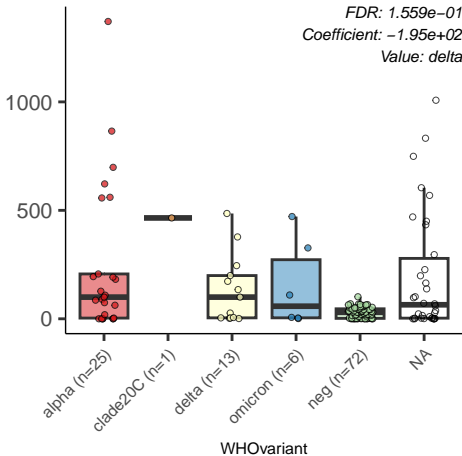 FDR: 1.559e−01
Coefficient: −1.95e+02
Value: delta
1000
500
0
alpha (n=25)
clade20C (n=1)
delta (n=13)
omicron (n=6)
neg (n=72)
NA
WHOvariant